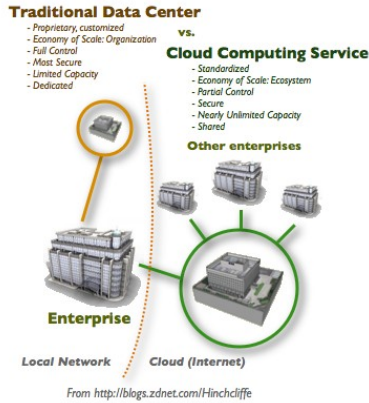 Traditional Data Center
- Proprietary, customized
- Economy of Scale: Organization
- Full Control
- Most Secure
- Limited Capacity
- Dedicated
vs.
Cloud Computing Service
- Standardized
- Economy of Scale: Ecosystem
- Partial Control
- Secure
- Nearly Unlimited Capacity
- Shared
Other enterprises
Enterprise
Local Network
Cloud (Internet)
From http://blogs.zdnet.com/Hinchcliffe